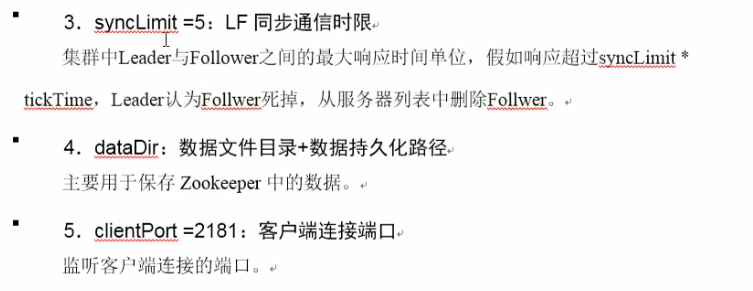 3．syncLimit =5：LF 同步通信时限
集群中Leader与Follower之间的最大响应时间单位，假如响应超过syncLimit *
tickTime，Leader认为Follwer死掉，从服务器列表中删除Follwer。
4．dataDir：数据文件目录+数据持久化路径
主要用于保存 Zookeeper 中的数据。
5．clientPort =2181：客户端连接端口
监听客户端连接的端口。